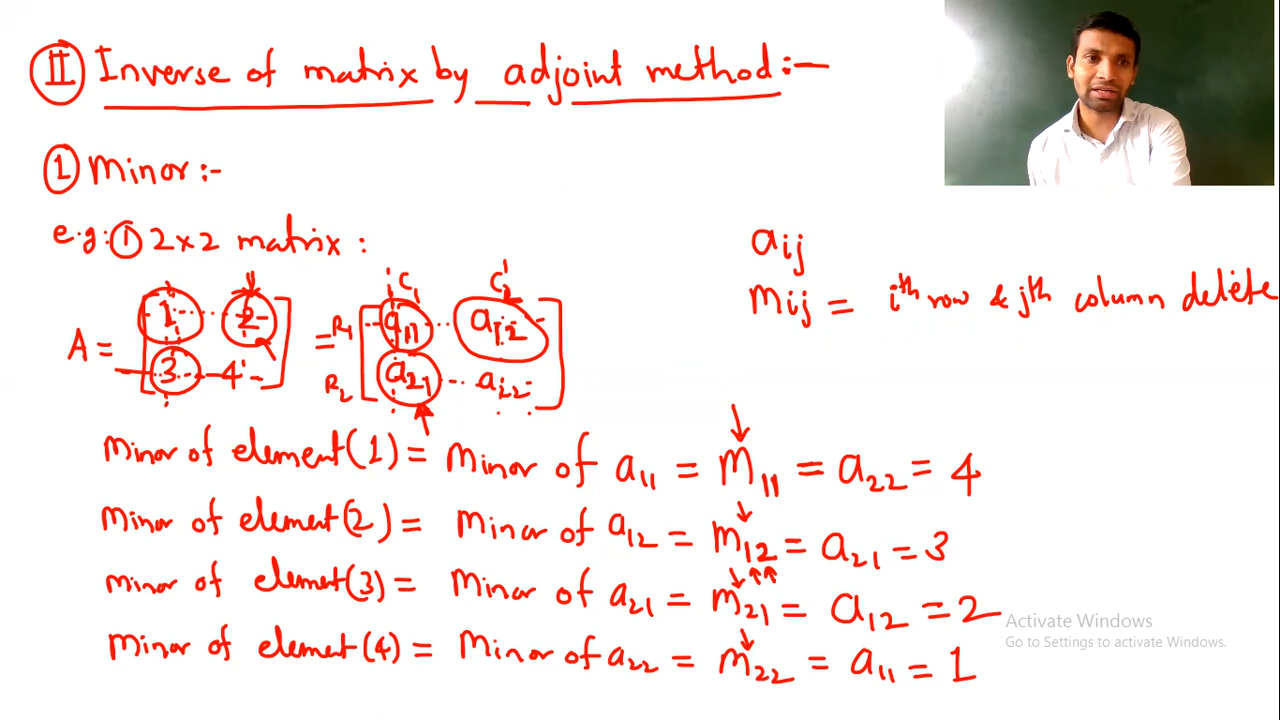 II Inverse of matrix by adjoint method:-
1 Minor:-
e.g: 1 2×2 matrix :
aij
Mij = ith row & jth column delete
C1 C2
A = [ 1 2 = R1 [ a11 a12
3 4 ] R2 a21 a22 ]
Minor of element(1) = Minor of a11 = M11 = a22 = 4
Minor of element(2) = Minor of a12 = M12 = a21 = 3
Minor of element(3) = Minor of a21 = M21 = a12 = 2
Minor of element(4) = Minor of a22 = M22 = a11 = 1
Activate Windows
Go to Settings to activate Windows.